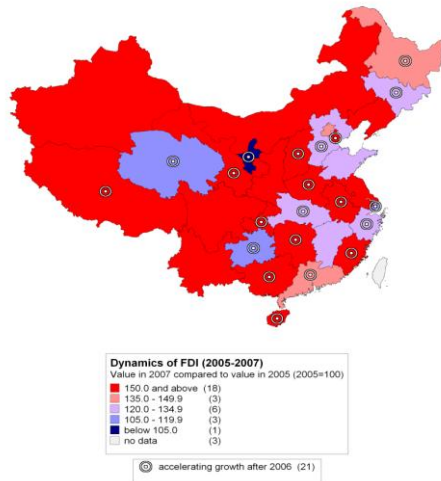 Dynamics of FDI (2005-2007)
Value in 2007 compared to value in 2005 (2005=100)
150.0 and above (18)
135.0 - 149.9 (3)
120.0 - 134.9 (6)
105.0 - 119.9 (3)
below 105.0 (1)
no data (3)
accelerating growth after 2006 (21)